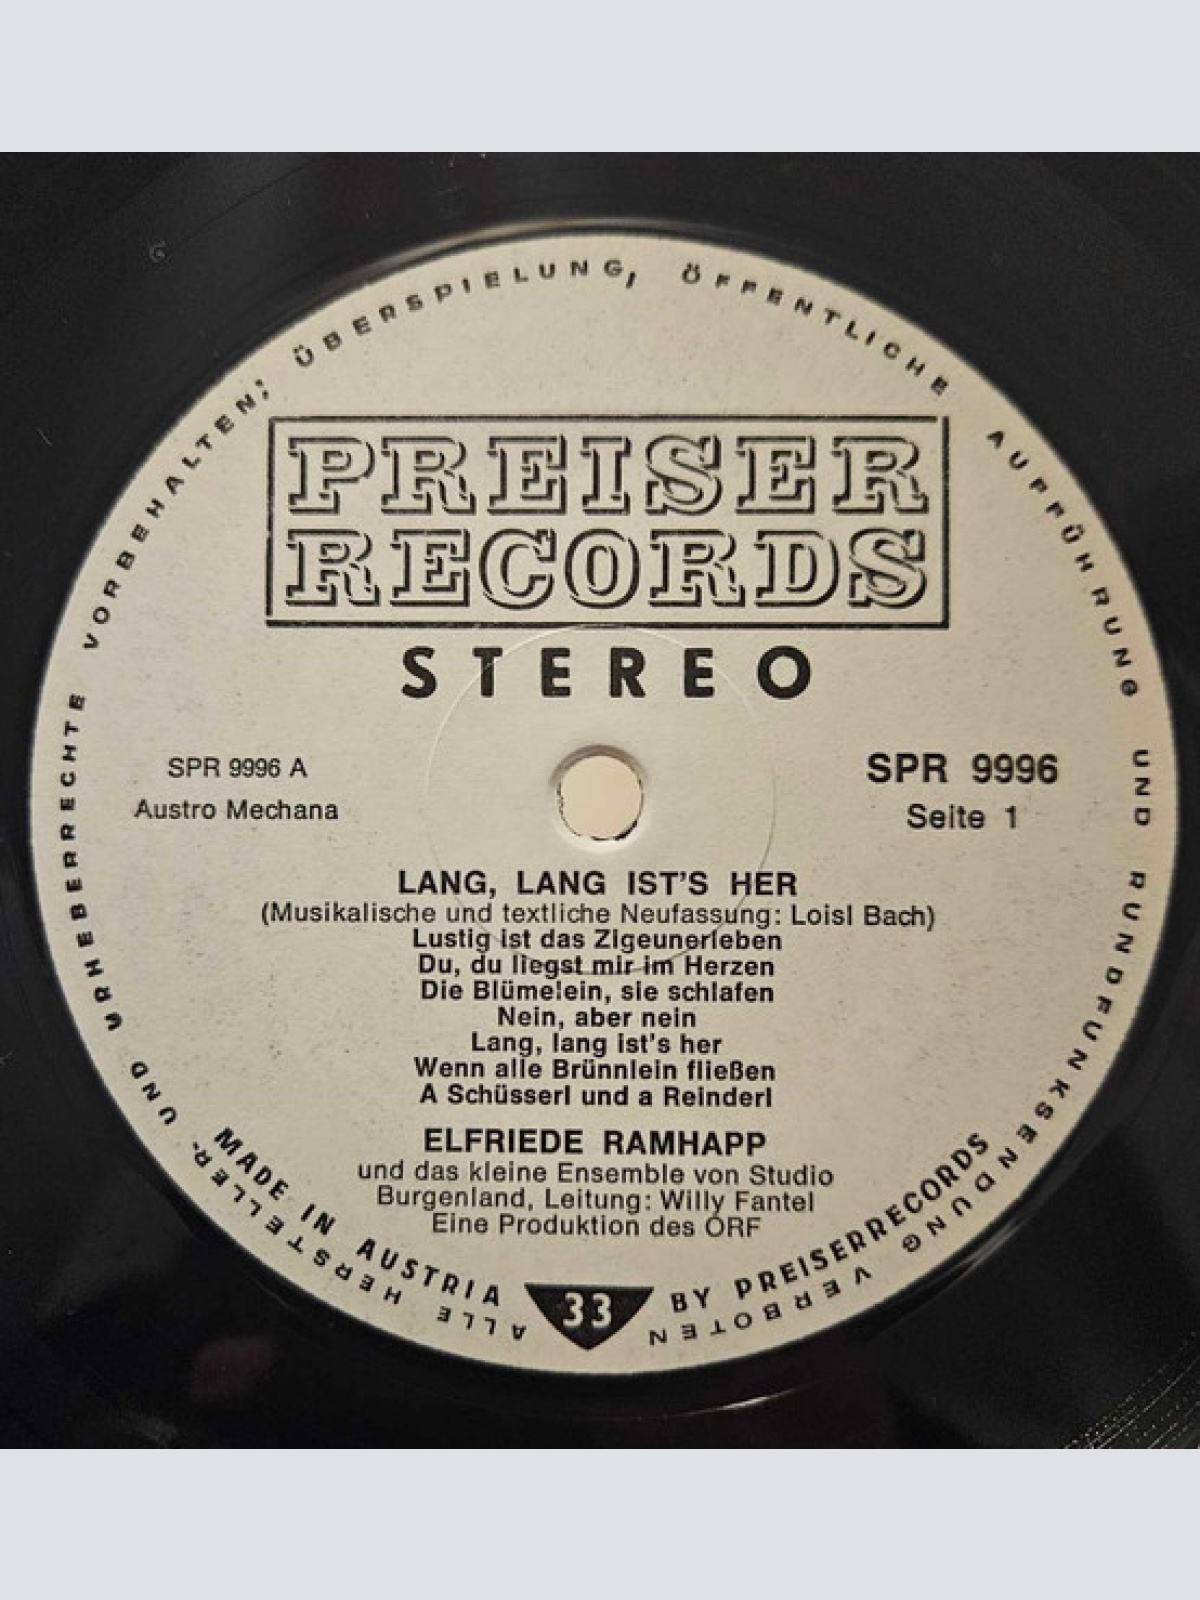 ALLE HERSTELLER- UND URHEBERRECHTE VORBEHALTEN; ÜBERSPIELUNG, ÖFFENTLICHE AUFFÜHRUNG UND RUNDFUNKSENDUNG VERBOTEN
PREISER
RECORDS
STEREO
SPR 9996 A
Austro Mechana
SPR 9996
Seite 1
LANG, LANG IST'S HER
(Musikalische und textliche Neufassung: Loisl Bach)
Lustig ist das Zigeunerleben
Du, du liegst mir im Herzen
Die Blümelein, sie schlafen
Nein, aber nein
Lang, lang ist's her
Wenn alle Brünnlein fließen
A Schüsserl und a Reinderl
ELFRIEDE RAMHAPP
und das kleine Ensemble von Studio
Burgenland, Leitung: Willy Fantel
Eine Produktion des ORF
MADE IN AUSTRIA
33
BY PREISERRECORDS